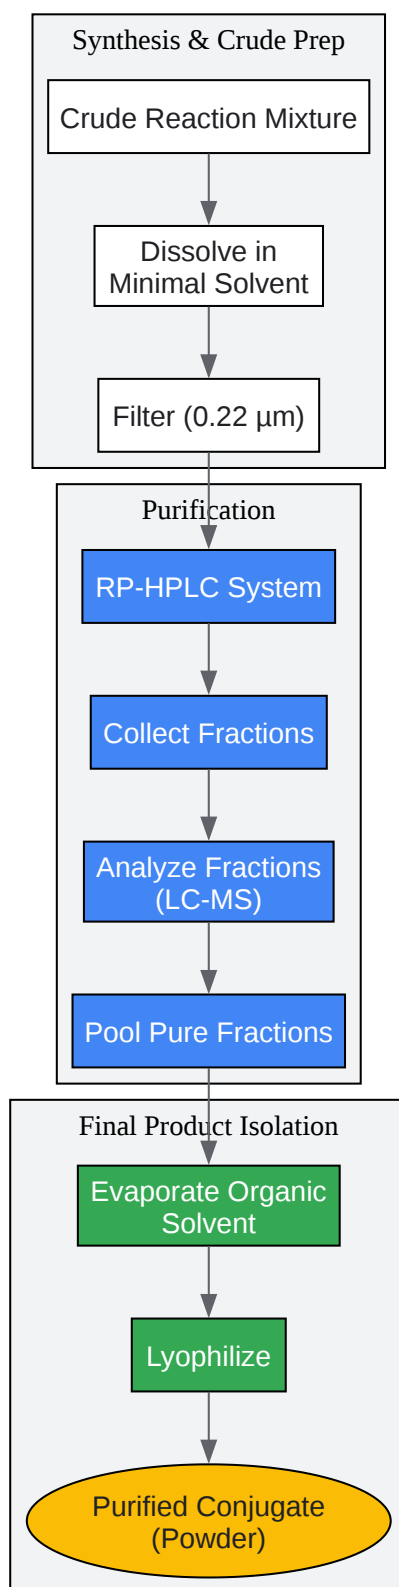 Synthesis & Crude Prep
Crude Reaction Mixture
Dissolve in
Minimal Solvent
Filter (0.22 µm)
Purification
RP-HPLC System
Collect Fractions
Analyze Fractions
(LC-MS)
Pool Pure Fractions
Final Product Isolation
Evaporate Organic
Solvent
Lyophilize
Purified Conjugate
(Powder)